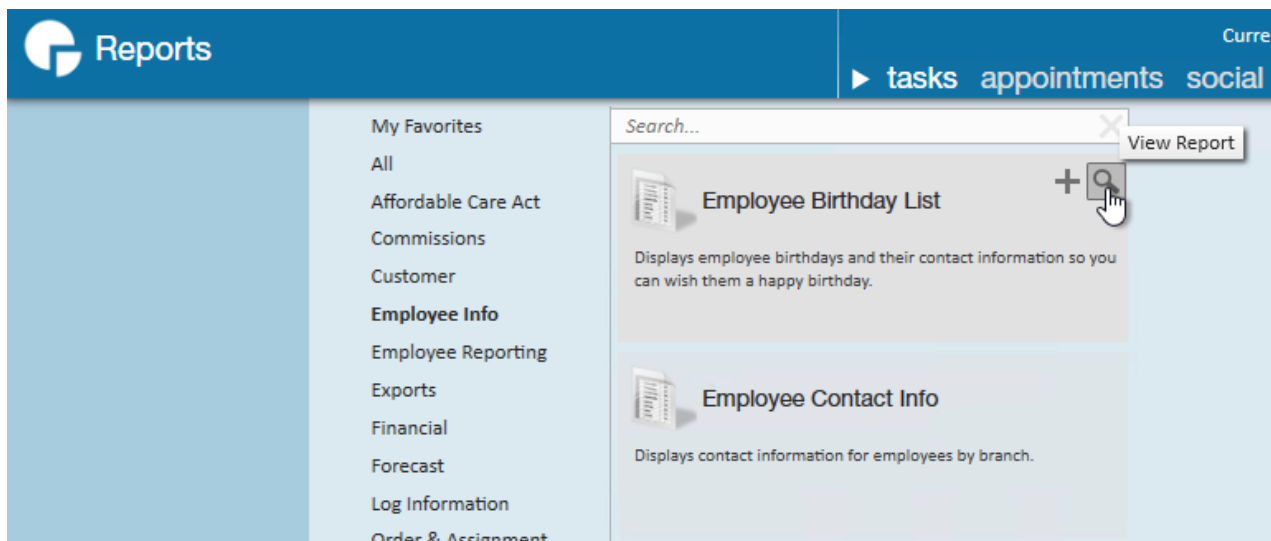 Reports
Curre
tasks appointments social
My Favorites
All
Affordable Care Act
Commissions
Customer
Employee Info
Employee Reporting
Exports
Financial
Forecast
Log Information
Order & Assignment
Search...
View Report
Employee Birthday List
Displays employee birthdays and their contact information so you
can wish them a happy birthday.
Employee Contact Info
Displays contact information for employees by branch.